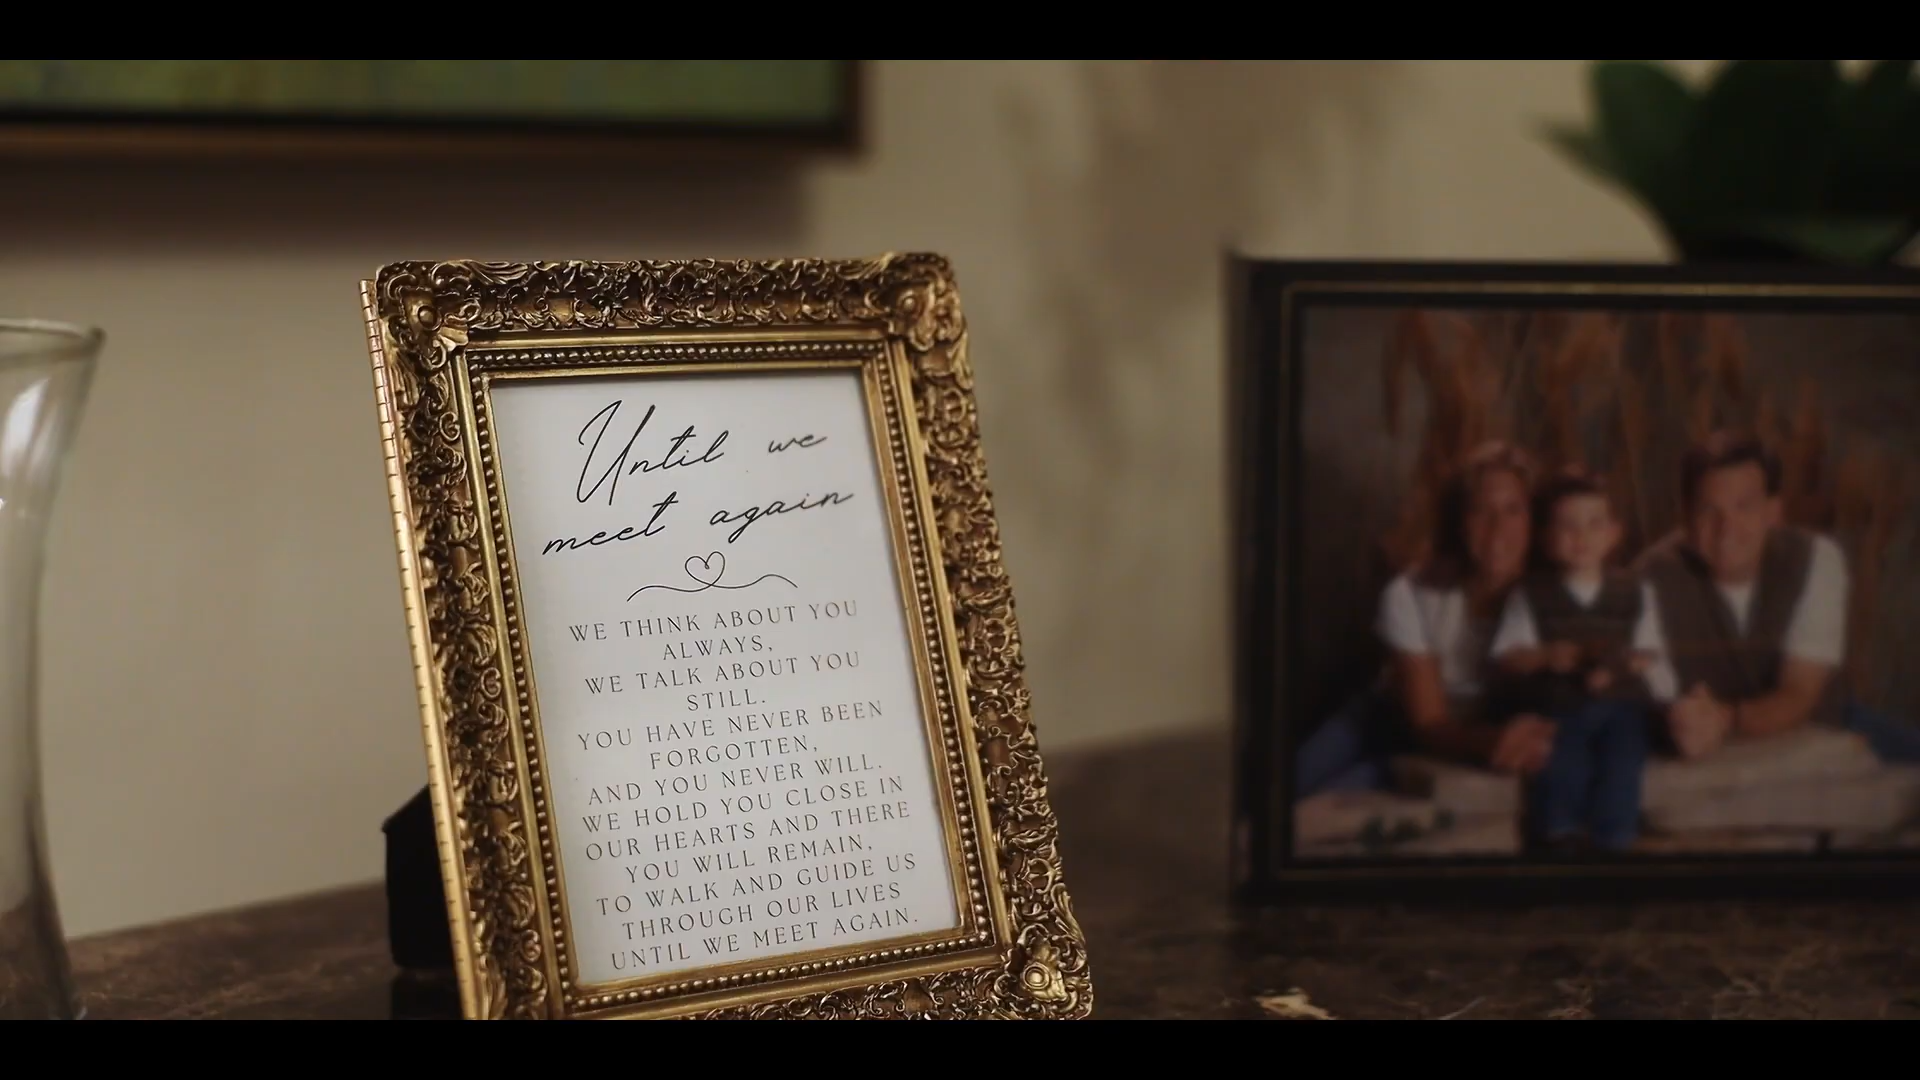 Until we
meet again
WE THINK ABOUT YOU
ALWAYS,
WE TALK ABOUT YOU
STILL.
YOU HAVE NEVER BEEN
FORGOTTEN,
AND YOU NEVER WILL.
WE HOLD YOU CLOSE IN
OUR HEARTS AND THERE
YOU WILL REMAIN,
TO WALK AND GUIDE US
THROUGH OUR LIVES
UNTIL WE MEET AGAIN.